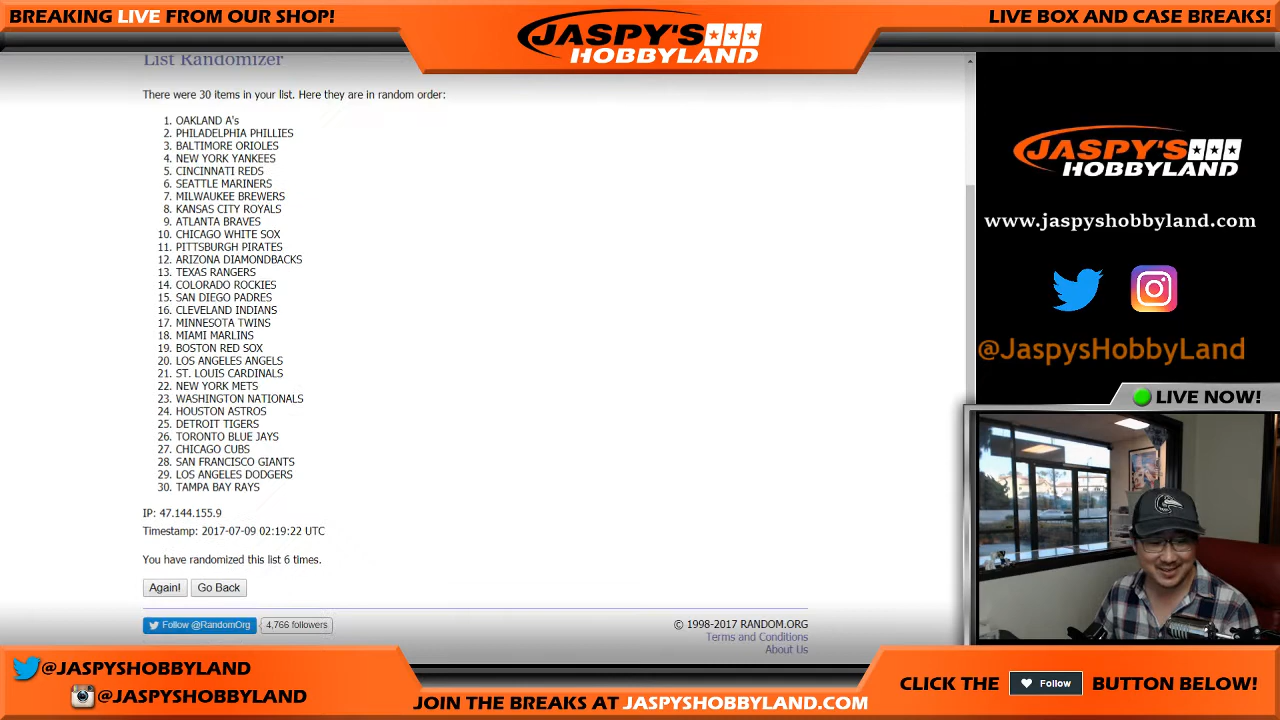 BREAKING LIVE FROM OUR SHOP!
JASPY'S
HOBBYLAND
LIVE BOX AND CASE BREAKS!
List Randomizer
There were 30 items in your list. Here they are in random order:
1. OAKLAND A's
2. PHILADELPHIA PHILLIES
3. BALTIMORE ORIOLES
4. NEW YORK YANKEES
5. CINCINNATI REDS
6. SEATTLE MARINERS
7. MILWAUKEE BREWERS
8. KANSAS CITY ROYALS
9. ATLANTA BRAVES
10. CHICAGO WHITE SOX
11. PITTSBURGH PIRATES
12. ARIZONA DIAMONDBACKS
13. TEXAS RANGERS
14. COLORADO ROCKIES
15. SAN DIEGO PADRES
16. CLEVELAND INDIANS
17. MINNESOTA TWINS
18. MIAMI MARLINS
19. BOSTON RED SOX
20. LOS ANGELES ANGELS
21. ST. LOUIS CARDINALS
22. NEW YORK METS
23. WASHINGTON NATIONALS
24. HOUSTON ASTROS
25. DETROIT TIGERS
26. TORONTO BLUE JAYS
27. CHICAGO CUBS
28. SAN FRANCISCO GIANTS
29. LOS ANGELES DODGERS
30. TAMPA BAY RAYS
IP: 47.144.155.9
Timestamp: 2017-07-09 02:19:22 UTC
You have randomized this list 6 times.
Again! Go Back
Follow @RandomOrg 4,766 followers
© 1998-2017 RANDOM.ORG
Terms and Conditions
About Us
JASPY'S
HOBBYLAND
www.jaspyshobbyland.com
@JaspysHobbyLand
LIVE NOW!
@JASPYSHOBBYLAND
@JASPYSHOBBYLAND
JOIN THE BREAKS AT JASPYSHOBBYLAND.COM
CLICK THE Follow BUTTON BELOW!